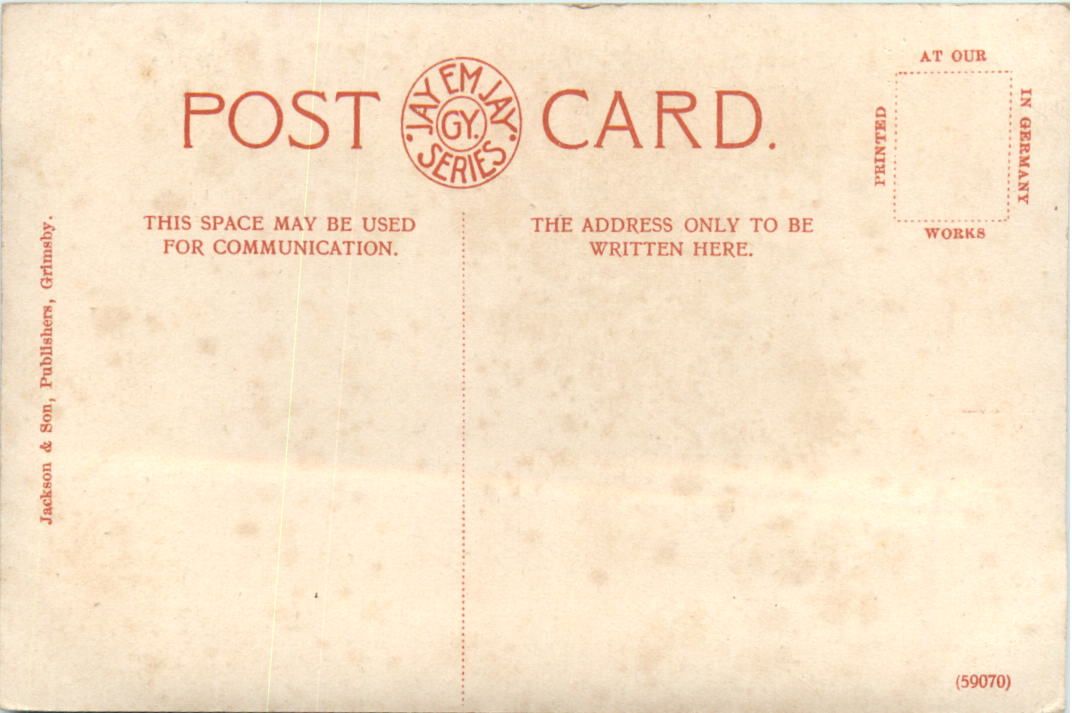 POST CARD.
JAY EM JAY
GY.
SERIES
AT OUR
PRINTED
IN GERMANY
WORKS
THIS SPACE MAY BE USED
FOR COMMUNICATION.
THE ADDRESS ONLY TO BE
WRITTEN HERE.
Jackson & Son, Publishers, Grimsby.
(59070)